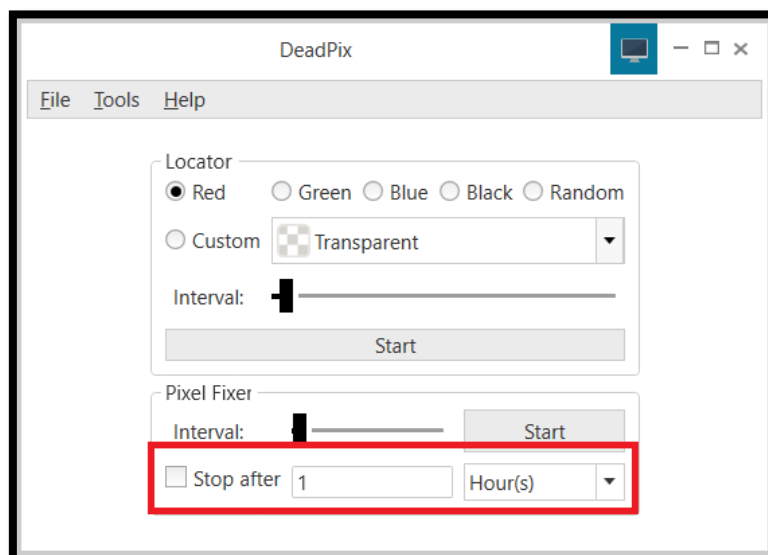 DeadPix
File Tools Help
Locator
Red Green Blue Black Random
Custom Transparent
Interval:
Start
Pixel Fixer
Interval: Start
Stop after 1 Hour(s)